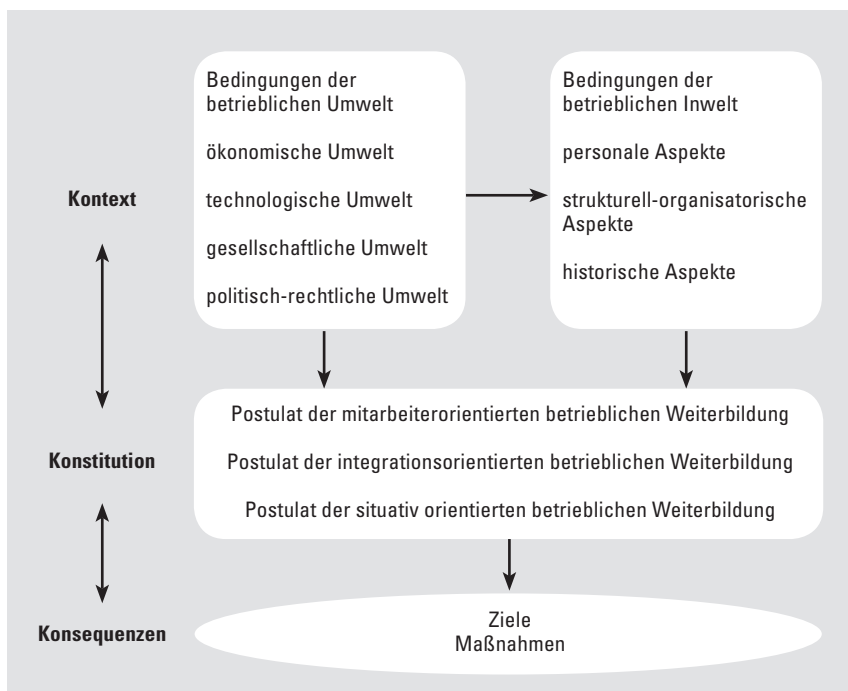 Kontext
Bedingungen der
betrieblichen Umwelt
ökonomische Umwelt
technologische Umwelt
gesellschaftliche Umwelt
politisch-rechtliche Umwelt
Bedingungen der
betrieblichen Inwelt
personale Aspekte
strukturell-organisatorische
Aspekte
historische Aspekte
Konstitution
Postulat der mitarbeiterorientierten betrieblichen Weiterbildung
Postulat der integrationsorientierten betrieblichen Weiterbildung
Postulat der situativ orientierten betrieblichen Weiterbildung
Konsequenzen
Ziele
Maßnahmen